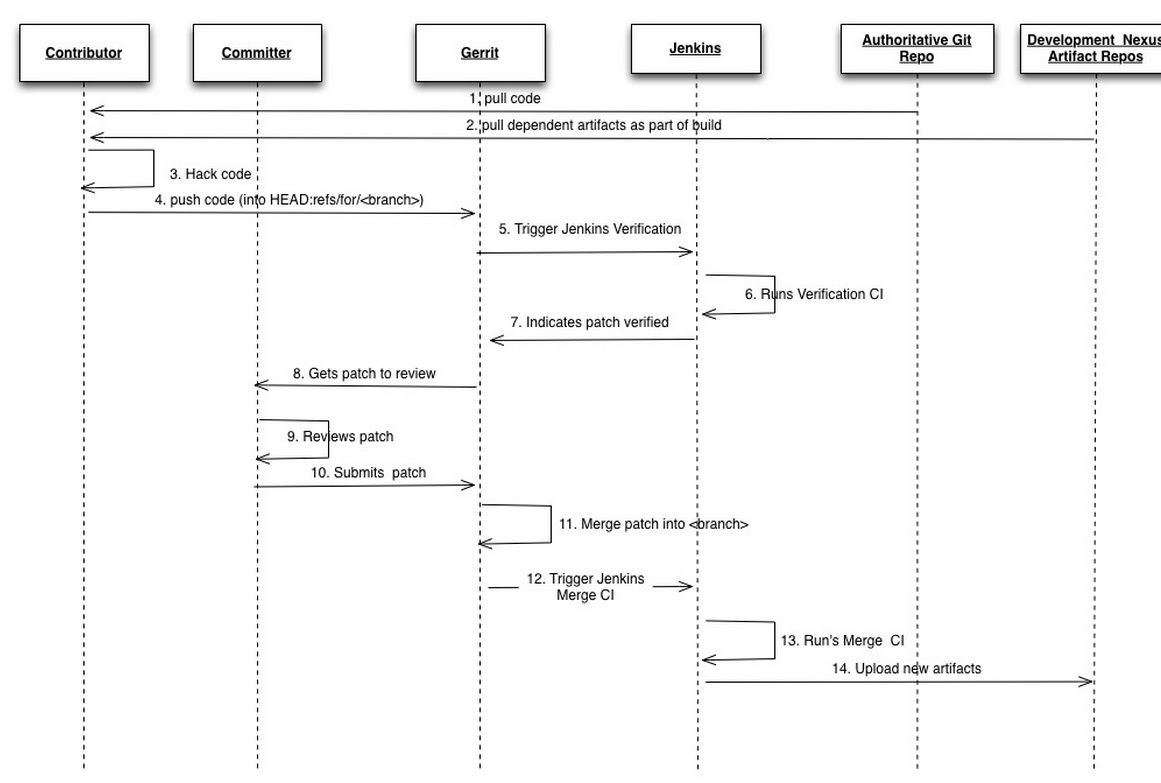 Contributor
Committer
Gerrit
Jenkins
Authoritative Git
Repo
Development Nexus
Artifact Repos
1. pull code
2. pull dependent artifacts as part of build
3. Hack code
4. push code (into HEAD:refs/for/<branch>)
5. Trigger Jenkins Verification
6. Runs Verification CI
7. Indicates patch verified
8. Gets patch to review
9. Reviews patch
10. Submits patch
11. Merge patch into <branch>
12. Trigger Jenkins
Merge CI
13. Run's Merge CI
14. Upload new artifacts